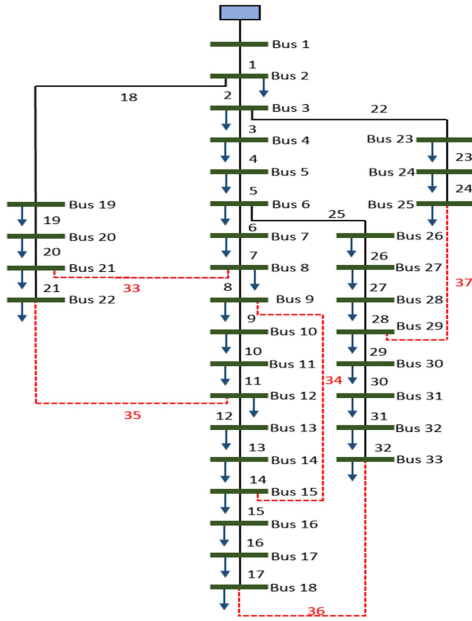 Bus 1
1
Bus 2
18
2
Bus 3
22
3
Bus 4
Bus 23
4
23
Bus 5
Bus 24
24
5
Bus 19
Bus 6
Bus 25
25
19
6
Bus 20
Bus 7
Bus 26
20
7
26
Bus 21
Bus 8
Bus 27
33
37
21
8
27
Bus 22
Bus 9
Bus 28
9
28
Bus 10
Bus 29
10
29
Bus 11
Bus 30
34
11
30
Bus 12
Bus 31
35
12
31
Bus 13
Bus 32
13
32
Bus 14
Bus 33
14
Bus 15
15
Bus 16
16
Bus 17
17
Bus 18
36